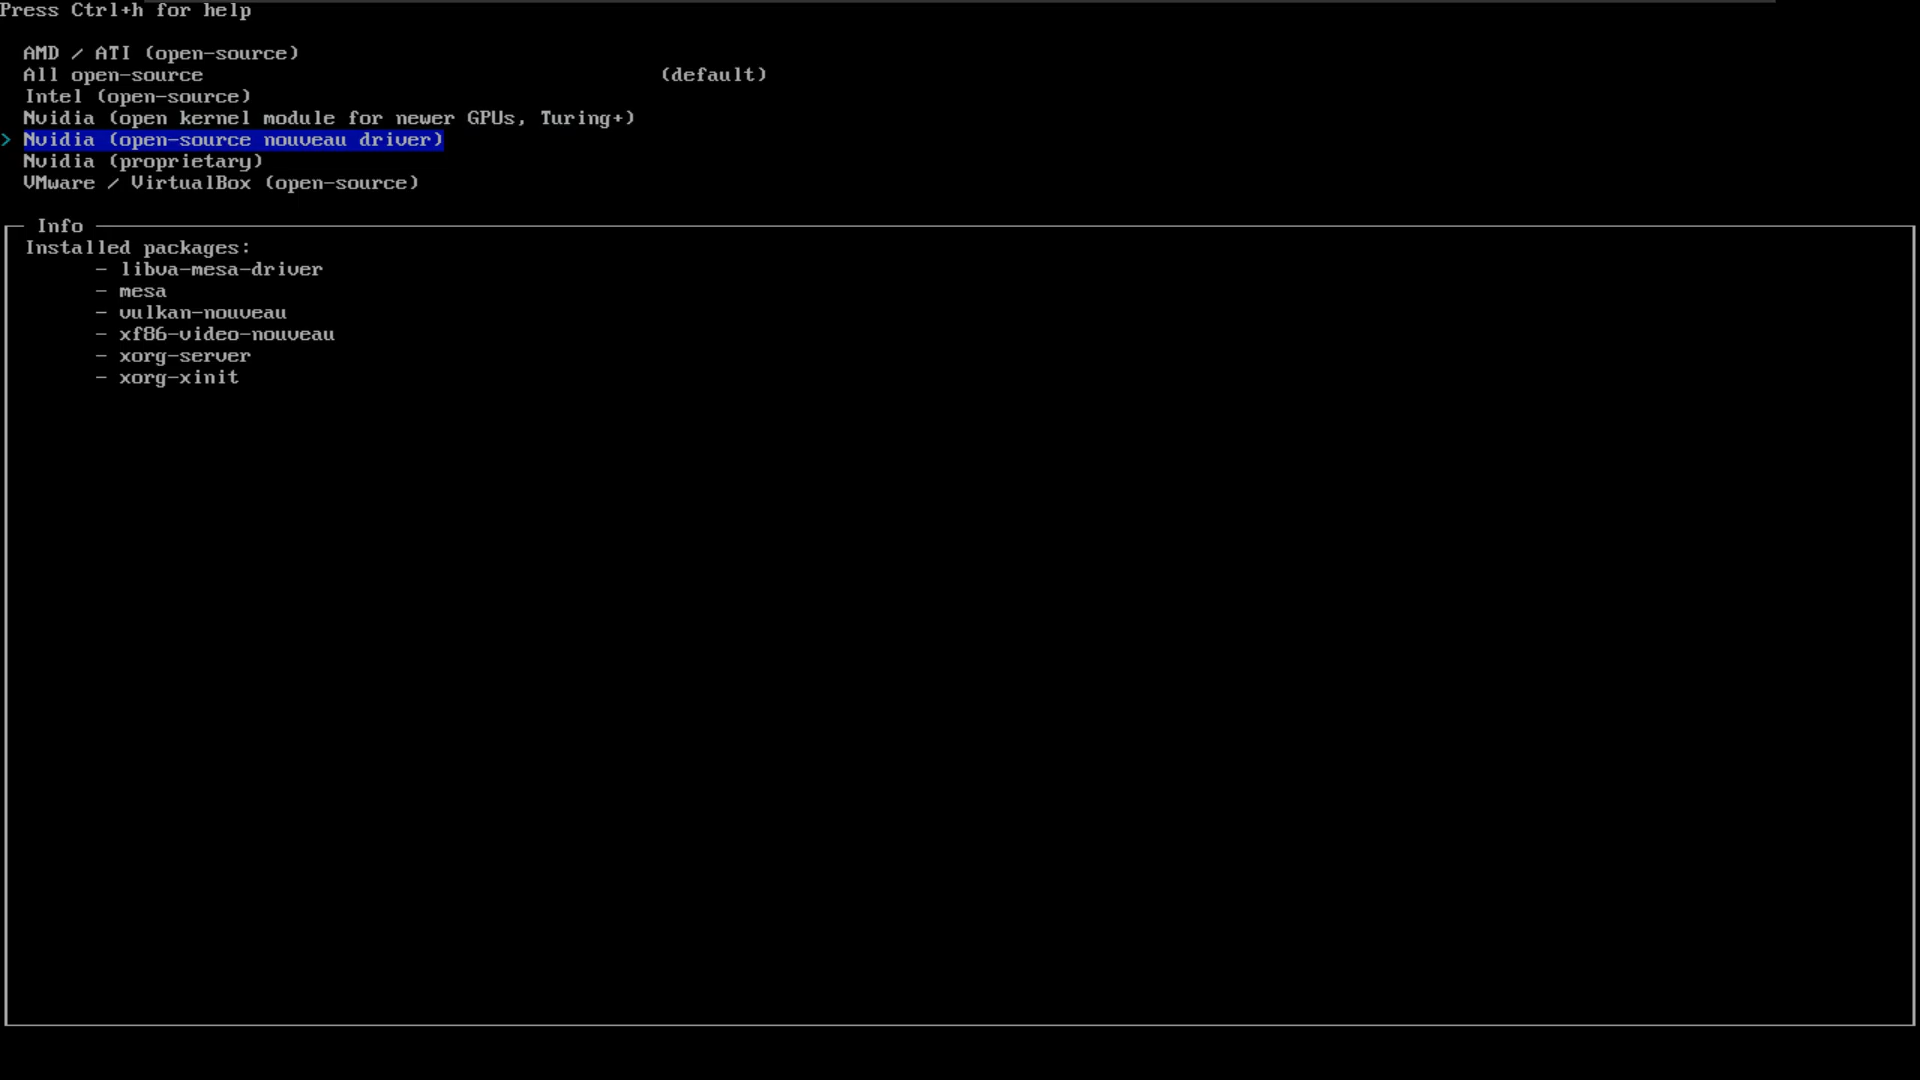 Press Ctrl+h for help
AMD / ATI (open-source)
All open-source (default)
Intel (open-source)
Nvidia (open kernel module for newer GPUs, Turing+)
> Nvidia (open-source nouveau driver)
Nvidia (proprietary)
VMware / VirtualBox (open-source)
Info
Installed packages:
- libva-mesa-driver
- mesa
- vulkan-nouveau
- xf86-video-nouveau
- xorg-server
- xorg-xinit